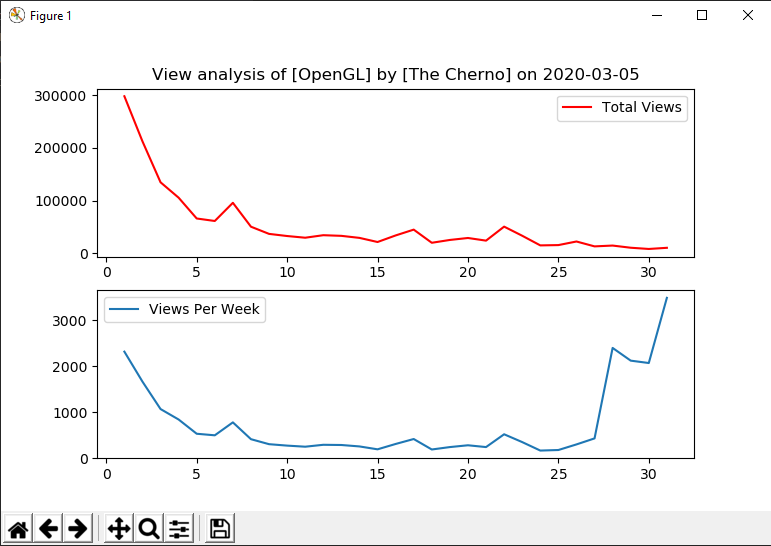 Figure 1
View analysis of [OpenGL] by [The Cherno] on 2020-03-05
300000
200000
100000
0
Total Views
0 5 10 15 20 25 30
3000
2000
1000
0
Views Per Week
0 5 10 15 20 25 30